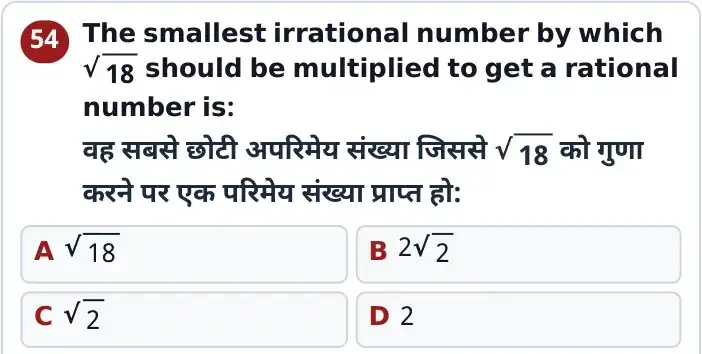 54 The smallest irrational number by which
√18 should be multiplied to get a rational
number is:
वह सबसे छोटी अपरिमेय संख्या जिससे √18 को गुणा
करने पर एक परिमेय संख्या प्राप्त हो:
A √18 B 2√2
C √2 D 2